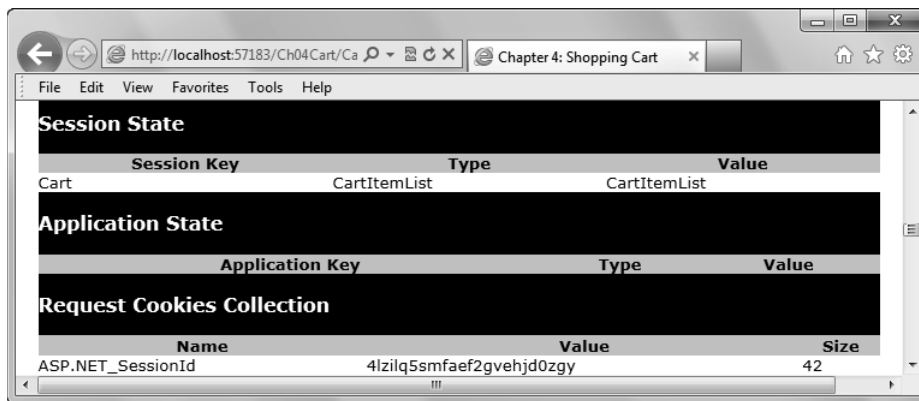 http://localhost:57183/Ch04Cart/Ca
Chapter 4: Shopping Cart
File Edit View Favorites Tools Help
Session State
Session Key Type Value
Cart CartItemList CartItemList
Application State
Application Key Type Value
Request Cookies Collection
Name Value Size
ASP.NET_SessionId 4lzilq5smfaef2gvehjd0zgy 42